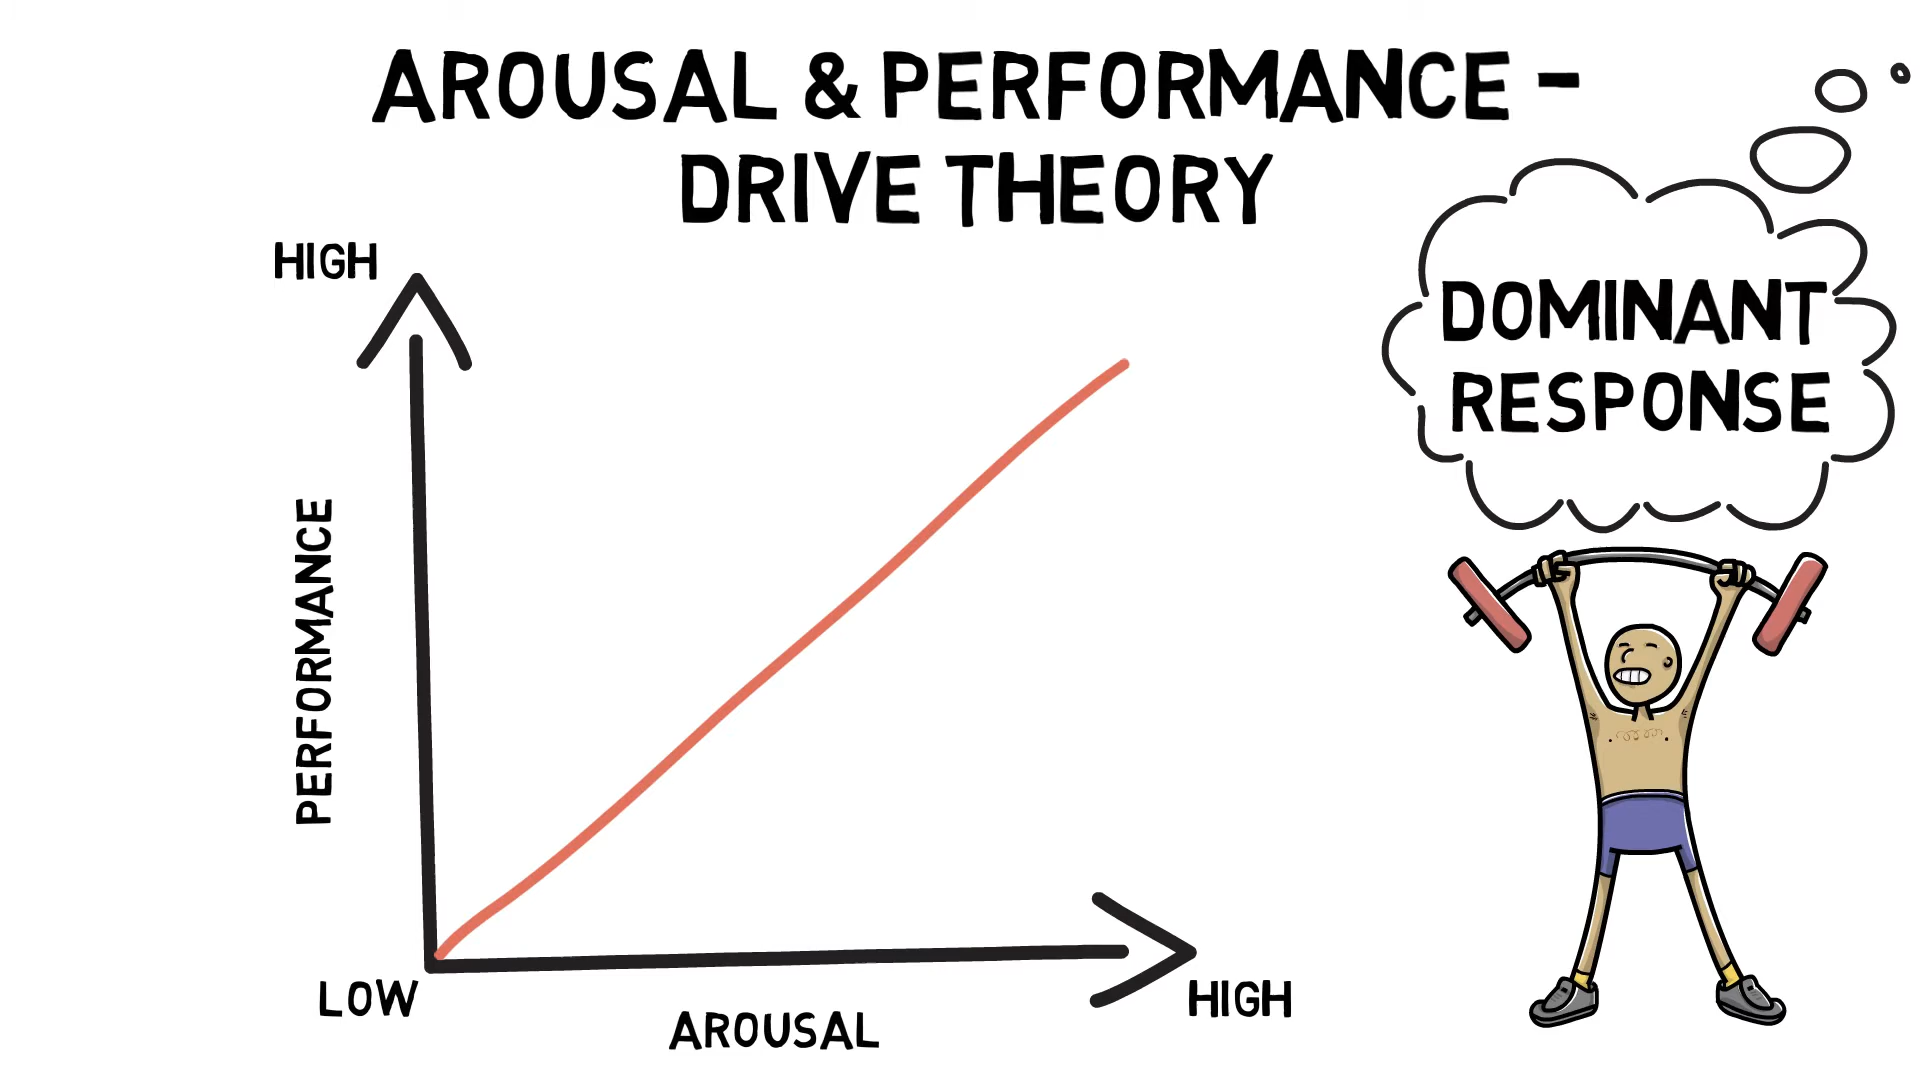 AROUSAL & PERFORMANCE -
DRIVE THEORY
HIGH
DOMINANT
RESPONSE
PERFORMANCE
LOW
HIGH
AROUSAL